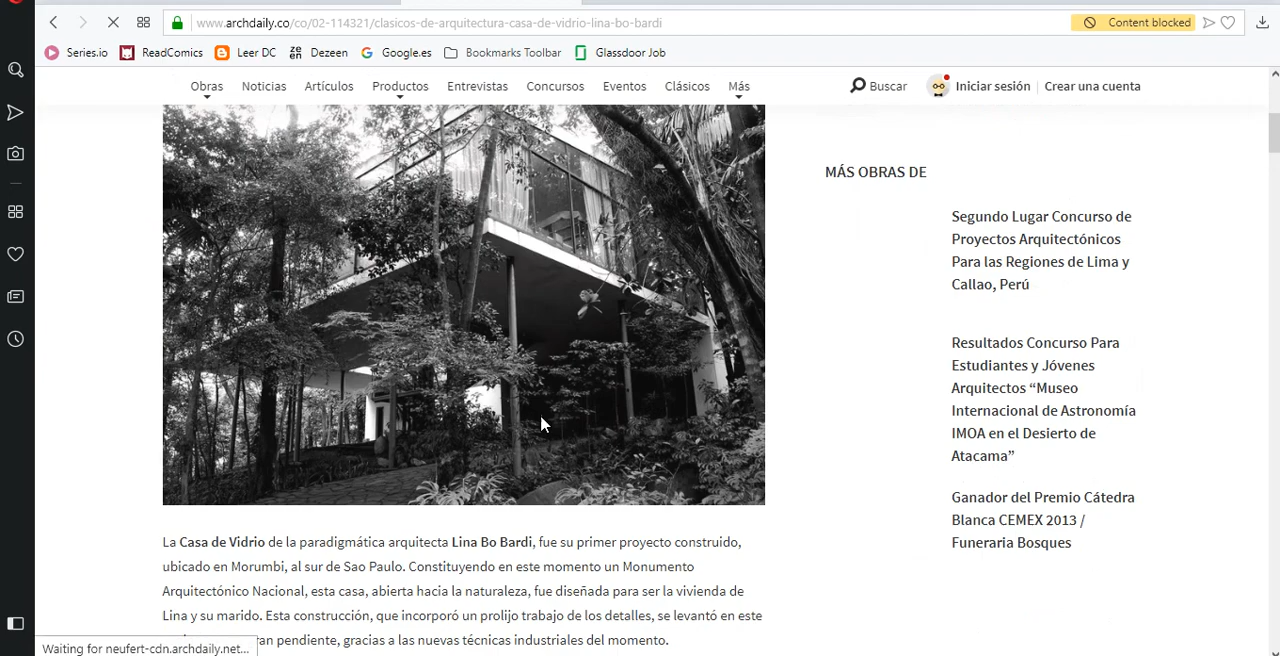 www.archdaily.co/co/02-114321/clasicos-de-arquitectura-casa-de-vidrio-lina-bo-bardi
Content blocked
Series.io ReadComics Leer DC Dezeen Google.es Bookmarks Toolbar Glassdoor Job
Obras Noticias Artículos Productos Entrevistas Concursos Eventos Clásicos Más Buscar Iniciar sesión Crear una cuenta
MÁS OBRAS DE
Segundo Lugar Concurso de
Proyectos Arquitectónicos
Para las Regiones de Lima y
Callao, Perú
Resultados Concurso Para
Estudiantes y Jóvenes
Arquitectos “Museo
Internacional de Astronomía
IMOA en el Desierto de
Atacama”
Ganador del Premio Cátedra
Blanca CEMEX 2013 /
Funeraria Bosques
La Casa de Vidrio de la paradigmática arquitecta Lina Bo Bardi, fue su primer proyecto construido,
ubicado en Morumbi, al sur de Sao Paulo. Constituyendo en este momento un Monumento
Arquitectónico Nacional, esta casa, abierta hacia la naturaleza, fue diseñada para ser la vivienda de
Lina y su marido. Esta construcción, que incorporó un prolijo trabajo de los detalles, se levantó en este
pendiente, gracias a las nuevas técnicas industriales del momento.
Waiting for neufert-cdn.archdaily.net...